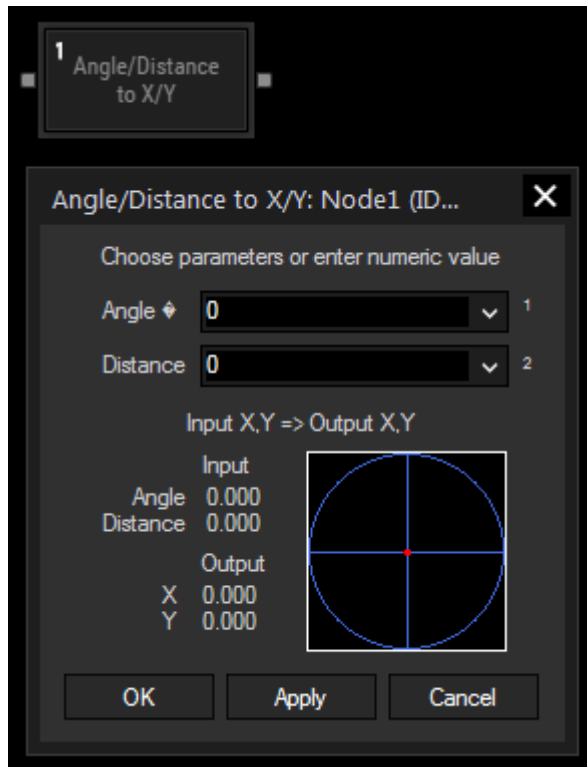 1
Angle/Distance
to X/Y
Angle/Distance to X/Y: Node1 (ID...
Choose parameters or enter numeric value
Angle � 0 1
Distance 0 2
Input X,Y => Output X,Y
Input
Angle 0.000
Distance 0.000
Output
X 0.000
Y 0.000
OK Apply Cancel